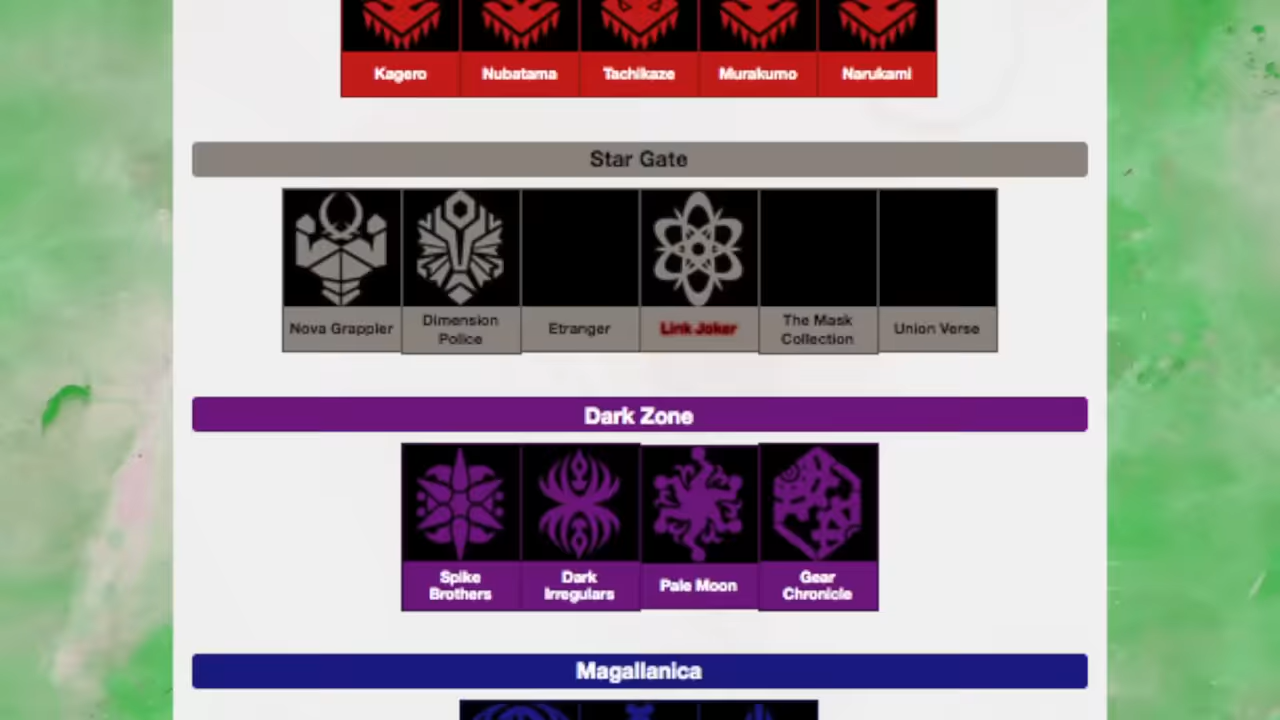 Kagero Nubatama Tachikaze Murakumo Narukami
Star Gate
Nova Grappler Dimension Police Etranger Link Joker The Mask Collection Union Verse
Dark Zone
Spike Brothers Dark Irregulars Pale Moon Gear Chronicle
Magallanica